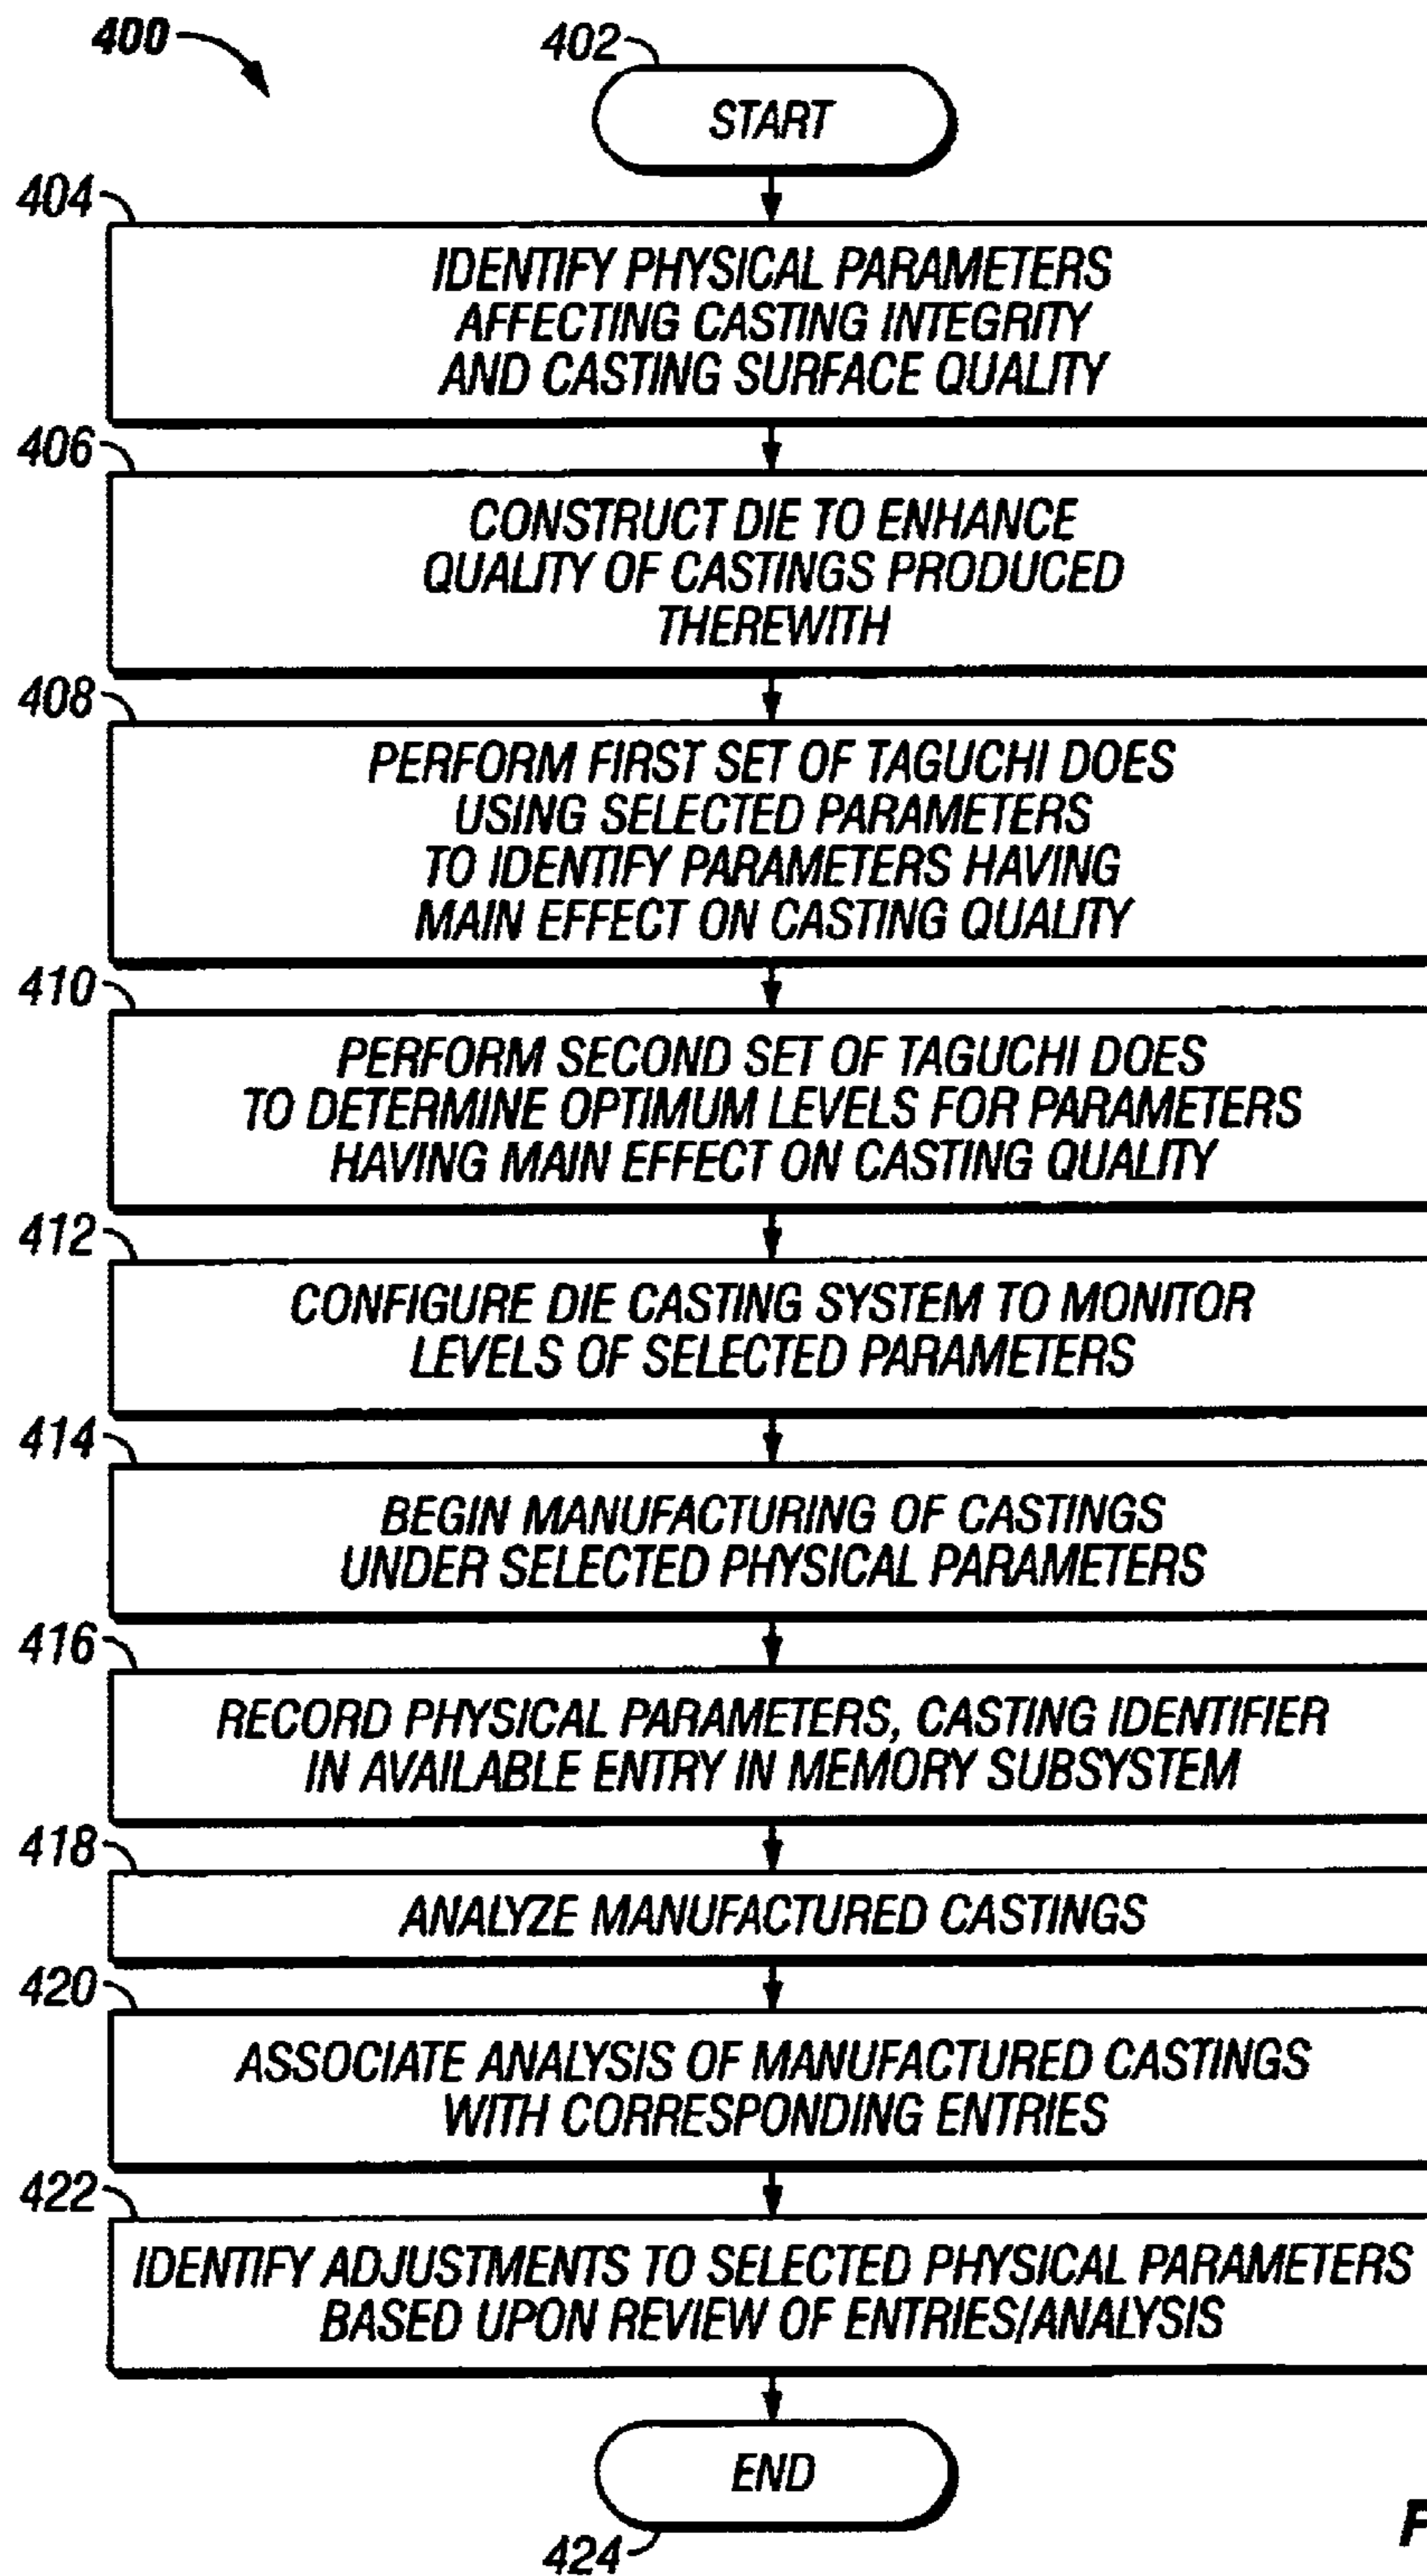 400
402
START
404
IDENTIFY PHYSICAL PARAMETERS
AFFECTING CASTING INTEGRITY
AND CASTING SURFACE QUALITY
406
CONSTRUCT DIE TO ENHANCE
QUALITY OF CASTINGS PRODUCED
THEREWITH
408
PERFORM FIRST SET OF TAGUCHI DOES
USING SELECTED PARAMETERS
TO IDENTIFY PARAMETERS HAVING
MAIN EFFECT ON CASTING QUALITY
410
PERFORM SECOND SET OF TAGUCHI DOES
TO DETERMINE OPTIMUM LEVELS FOR PARAMETERS
HAVING MAIN EFFECT ON CASTING QUALITY
412
CONFIGURE DIE CASTING SYSTEM TO MONITOR
LEVELS OF SELECTED PARAMETERS
414
BEGIN MANUFACTURING OF CASTINGS
UNDER SELECTED PHYSICAL PARAMETERS
416
RECORD PHYSICAL PARAMETERS, CASTING IDENTIFIER
IN AVAILABLE ENTRY IN MEMORY SUBSYSTEM
418
ANALYZE MANUFACTURED CASTINGS
420
ASSOCIATE ANALYSIS OF MANUFACTURED CASTINGS
WITH CORRESPONDING ENTRIES
422
IDENTIFY ADJUSTMENTS TO SELECTED PHYSICAL PARAMETERS
BASED UPON REVIEW OF ENTRIES/ANALYSIS
END
424